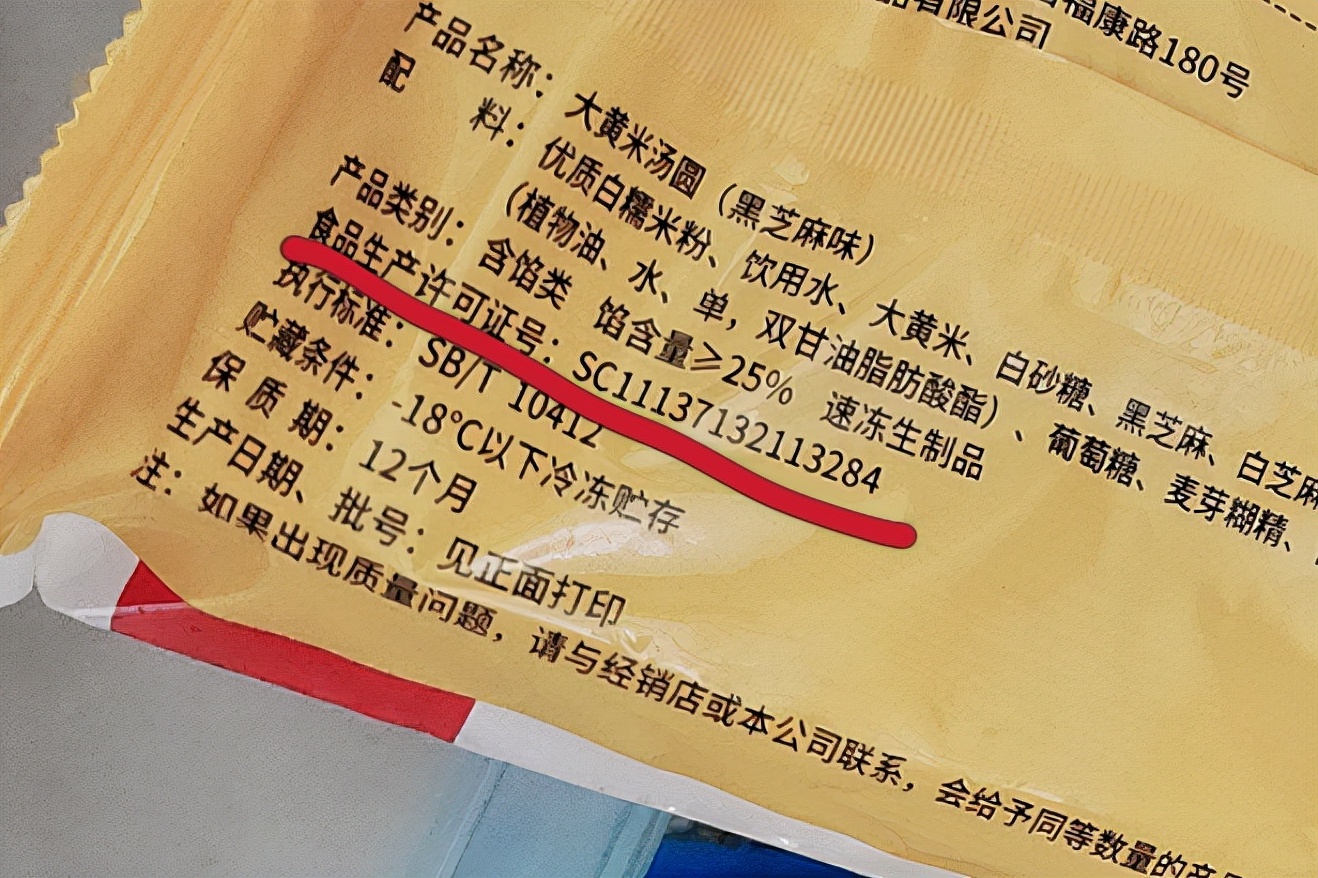 福康路180号
品有限公司
产品名称：大黄米汤圆（黑芝麻味）
配料：优质白糯米粉、饮用水、大黄米、白砂糖、黑芝麻、白芝麻
（植物油、水、单，双甘油脂肪酸酯）、葡萄糖、麦芽糊精、
产品类别：含馅类 馅含量≥25% 速冻生制品
食品生产许可证号：SC11137132113284
执行标准：SB/T 10412
贮藏条件：-18℃以下冷冻贮存
保质期：12个月
生产日期、批号：见正面打印
注：如果出现质量问题，请与经销店或本公司联系，会给予同等数量的产品